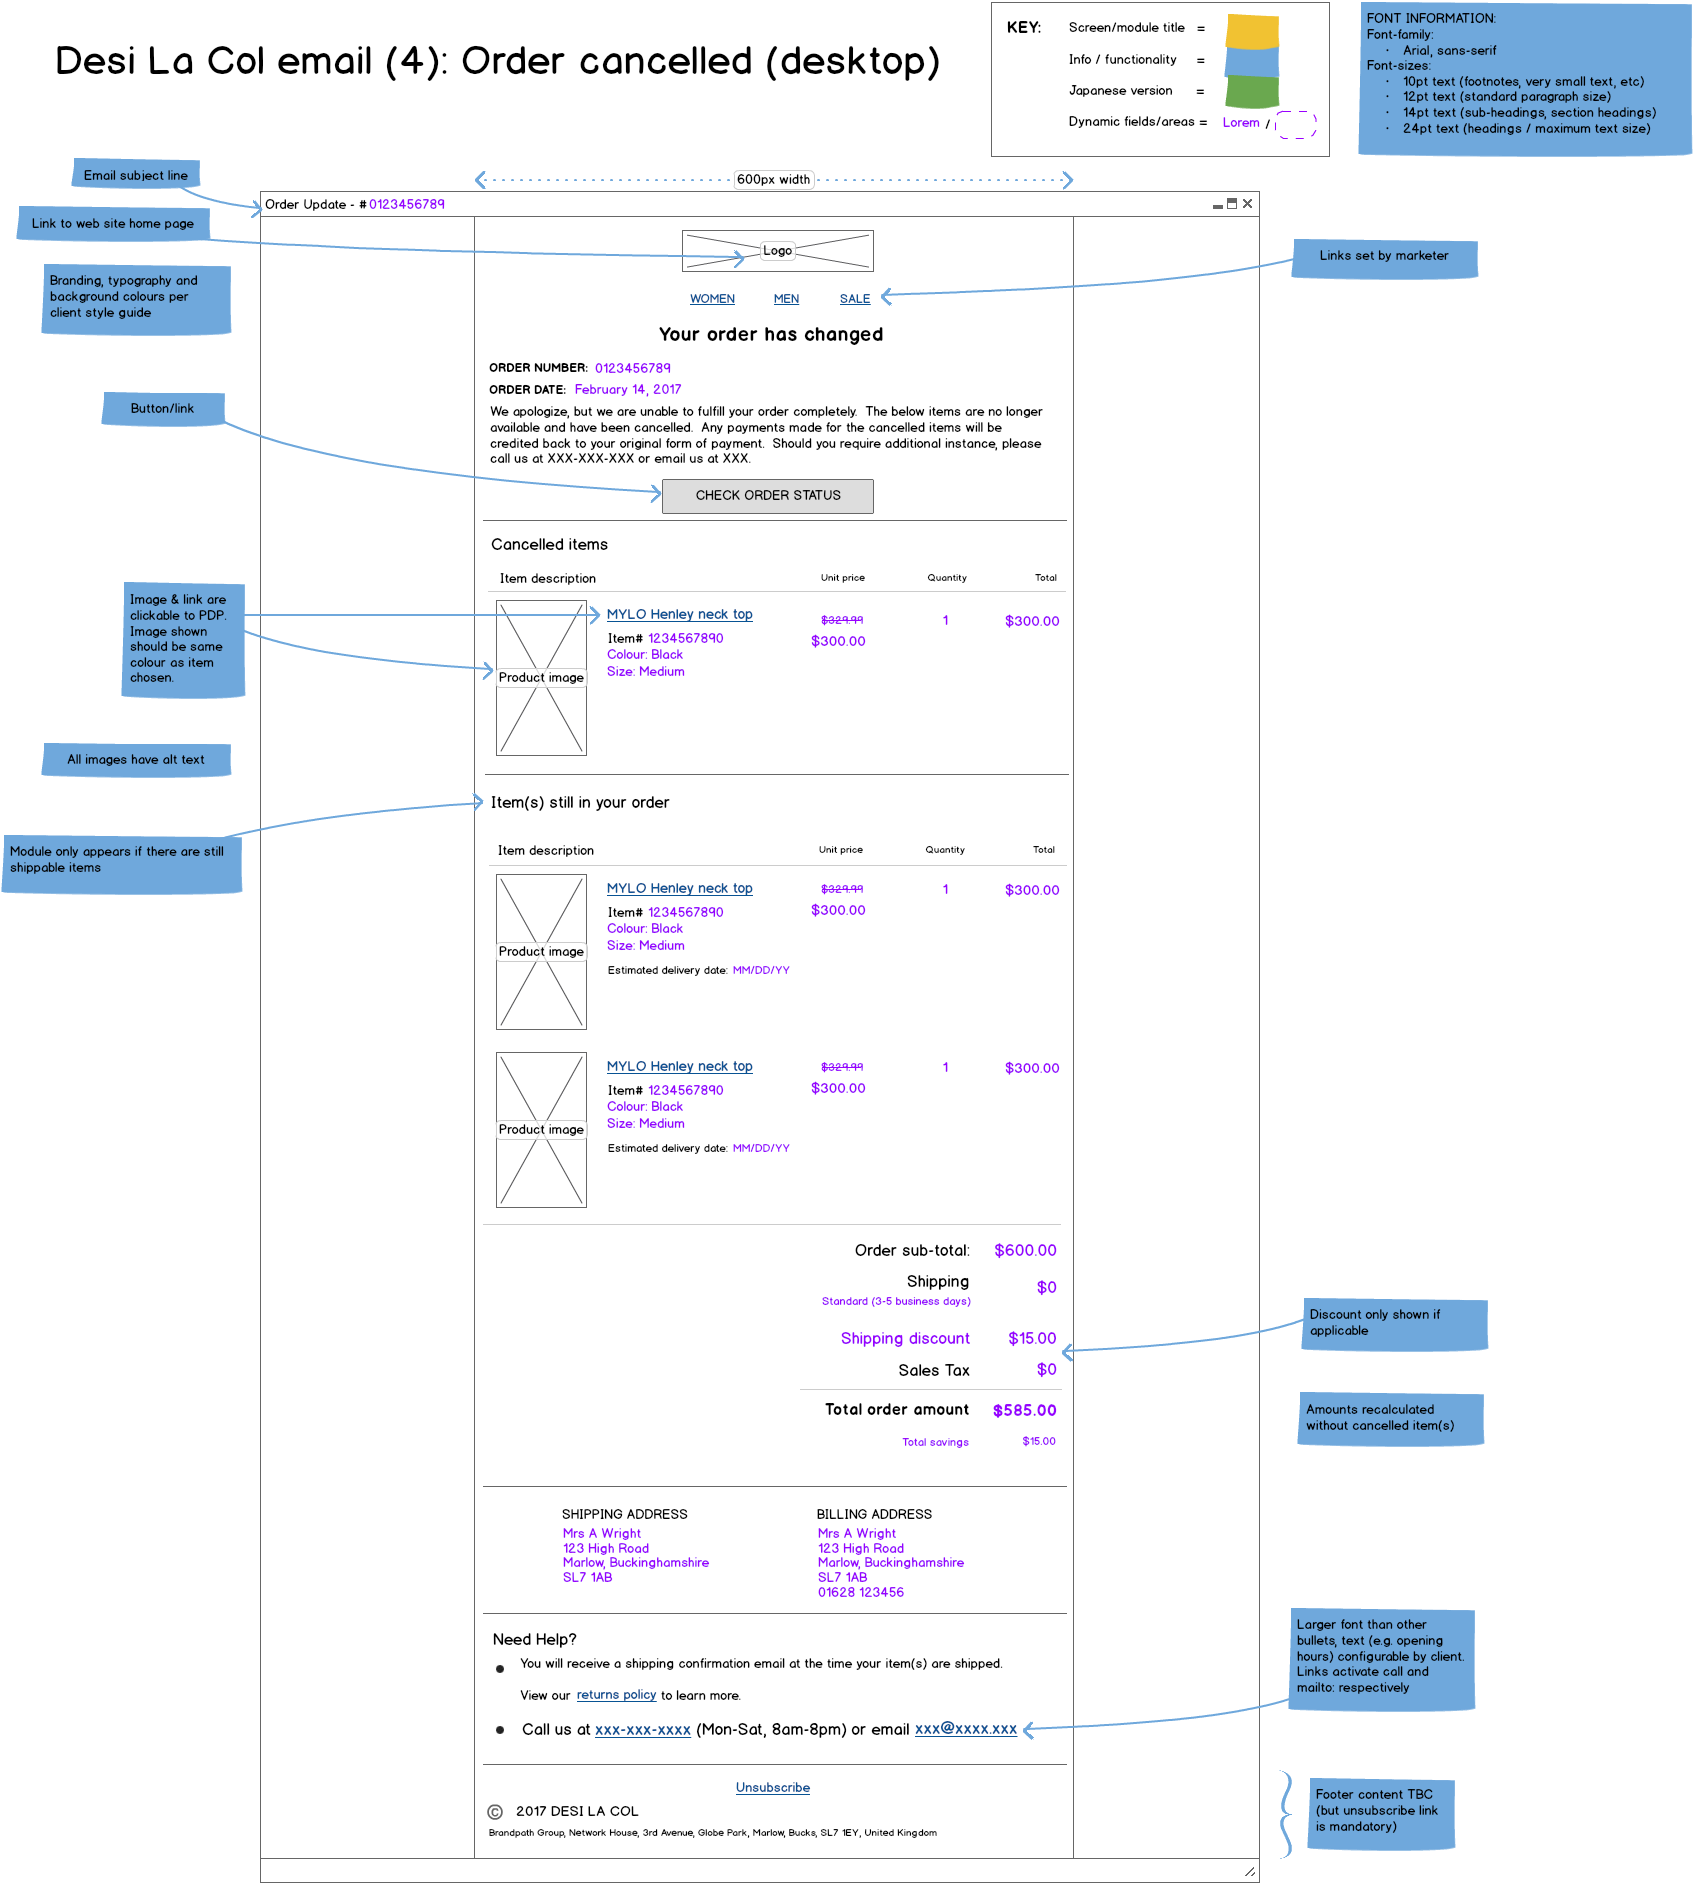 Desi La Col email (4): Order cancelled (desktop)
KEY:
Screen/module title =
Info / functionality =
Japanese version =
Dynamic fields/areas = Lorem /
FONT INFORMATION:
Font-family:
· Arial, sans-serif
Font-sizes:
· 10pt text (footnotes, very small text, etc)
· 12pt text (standard paragraph size)
· 14pt text (sub-headings, section headings)
· 24pt text (headings / maximum text size)
Email subject line
600px width
Order Update - # 0123456789
Link to web site home page
Logo
Links set by marketer
Branding, typography and
background colours per
client style guide
WOMEN MEN SALE
Your order has changed
ORDER NUMBER: 0123456789
ORDER DATE: February 14, 2017
Button/link
We apologize, but we are unable to fulfill your order completely. The below items are no longer
available and have been cancelled. Any payments made for the cancelled items will be
credited back to your original form of payment. Should you require additional instance, please
call us at XXX-XXX-XXX or email us at XXX.
CHECK ORDER STATUS
Cancelled items
Item description Unit price Quantity Total
Image & link are
clickable to PDP.
Image shown
should be same
colour as item
chosen.
Product image
MYLO Henley neck top $329.99 1 $300.00
Item# 1234567890 $300.00
Colour: Black
Size: Medium
All images have alt text
Item(s) still in your order
Module only appears if there are still
shippable items
Item description Unit price Quantity Total
Product image
MYLO Henley neck top $329.99 1 $300.00
Item# 1234567890 $300.00
Colour: Black
Size: Medium
Estimated delivery date: MM/DD/YY
Product image
MYLO Henley neck top $329.99 1 $300.00
Item# 1234567890 $300.00
Colour: Black
Size: Medium
Estimated delivery date: MM/DD/YY
Order sub-total: $600.00
Shipping $0
Standard (3-5 business days)
Shipping discount $15.00
Sales Tax $0
Total order amount $585.00
Total savings $15.00
Discount only shown if
applicable
Amounts recalculated
without cancelled item(s)
SHIPPING ADDRESS
Mrs A Wright
123 High Road
Marlow, Buckinghamshire
SL7 1AB
BILLING ADDRESS
Mrs A Wright
123 High Road
Marlow, Buckinghamshire
SL7 1AB
01628 123456
Need Help?
You will receive a shipping confirmation email at the time your item(s) are shipped.
View our returns policy to learn more.
Call us at xxx-xxx-xxxx (Mon-Sat, 8am-8pm) or email xxx@xxxx.xxx
Larger font than other
bullets, text (e.g. opening
hours) configurable by client.
Links activate call and
mailto: respectively
Unsubscribe
© 2017 DESI LA COL
Brandpath Group, Network House, 3rd Avenue, Globe Park, Marlow, Bucks, SL7 1EY, United Kingdom
Footer content TBC
(but unsubscribe link
is mandatory)